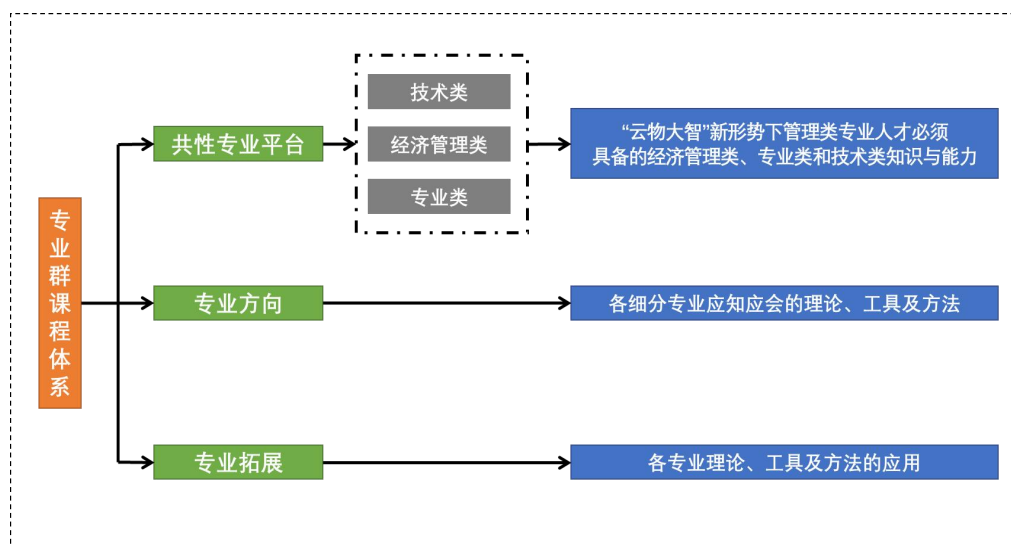 专业群课程体系
共性专业平台
技术类
经济管理类
专业类
“云物大智”新形势下管理类专业人才必须
具备的经济管理类、专业类和技术类知识与能力
专业方向
各细分专业应知应会的理论、工具及方法
专业拓展
各专业理论、工具及方法的应用